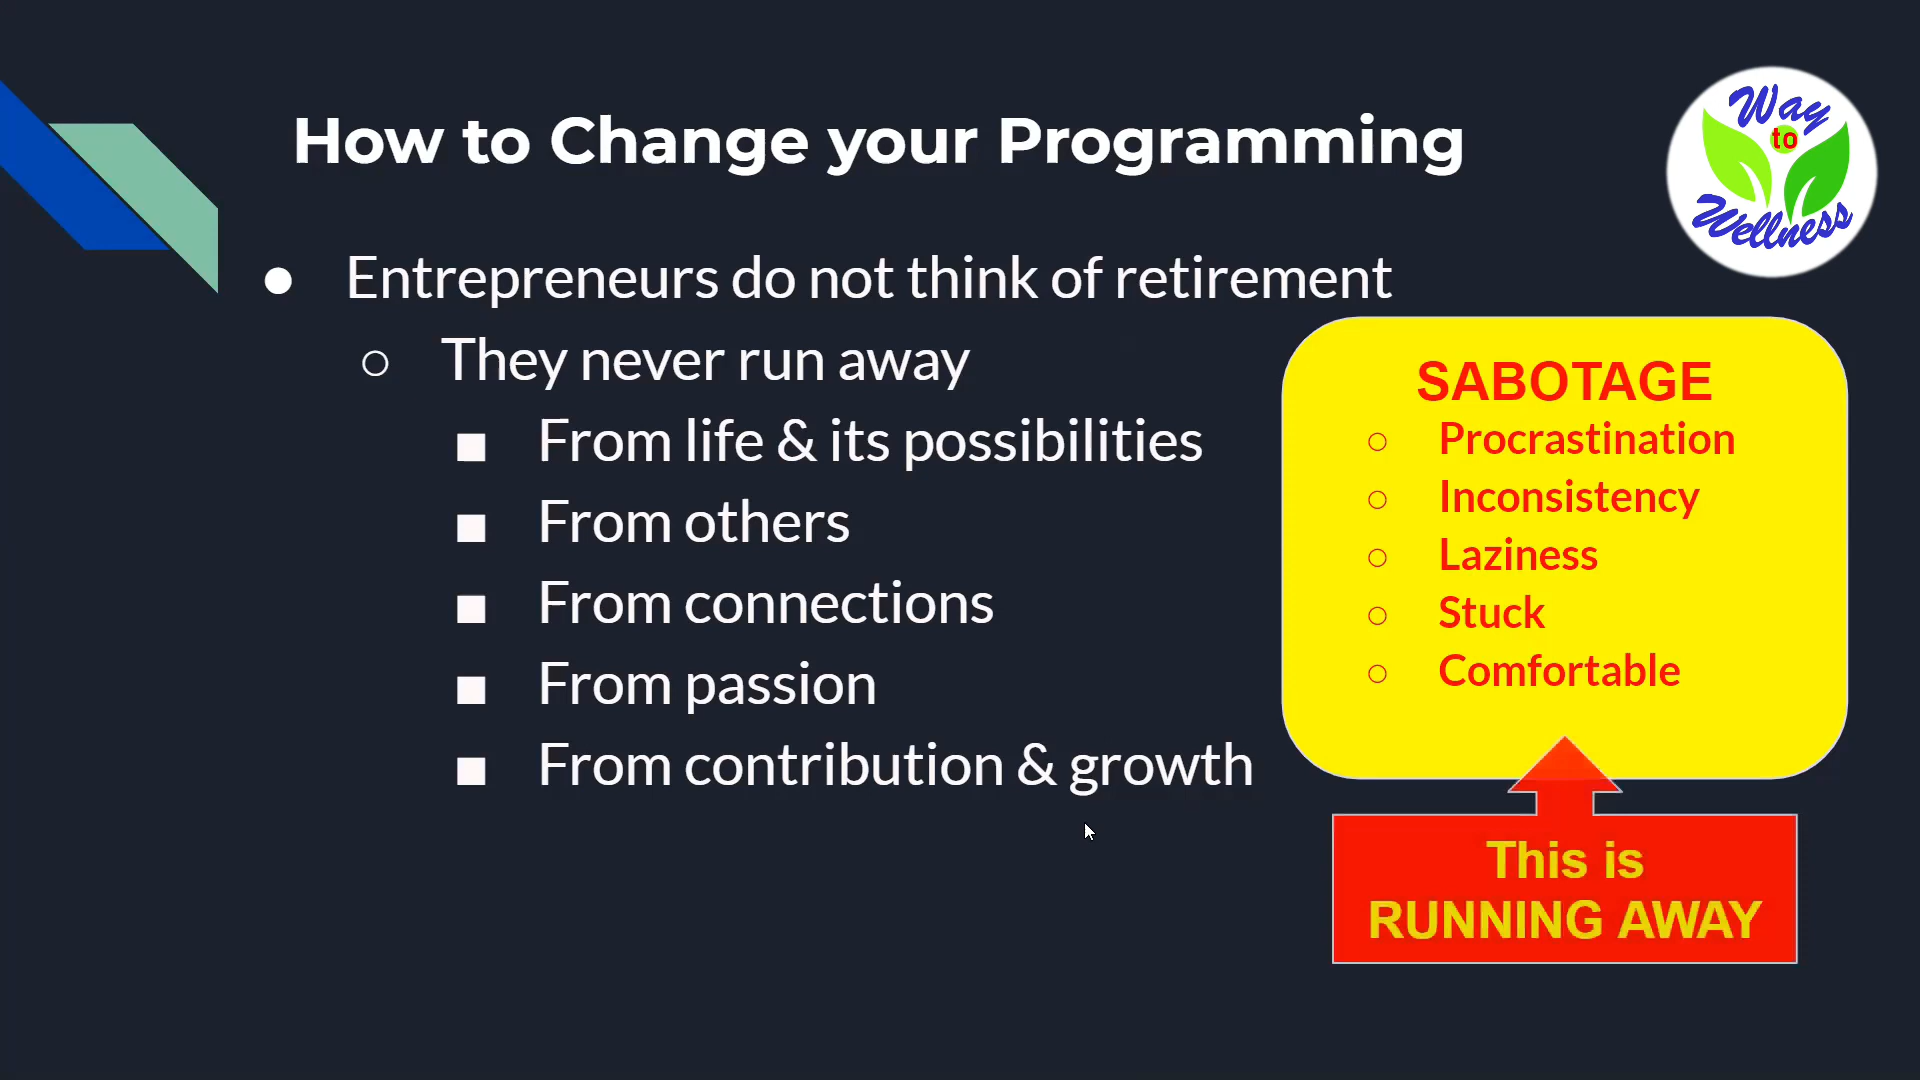 How to Change your Programming
Way
to
Wellness
● Entrepreneurs do not think of retirement
○ They never run away
■ From life & its possibilities
■ From others
■ From connections
■ From passion
■ From contribution & growth
SABOTAGE
○ Procrastination
○ Inconsistency
○ Laziness
○ Stuck
○ Comfortable
This is
RUNNING AWAY